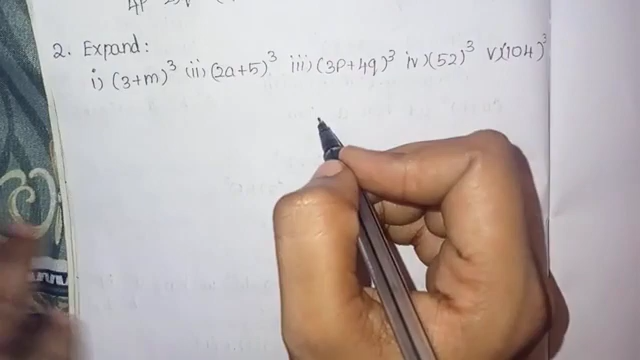 2. Expand:
i) (3+m)³ (ii) (2a+5)³ iii) (3p+4q)³ iv) (52)³ v) (104)³